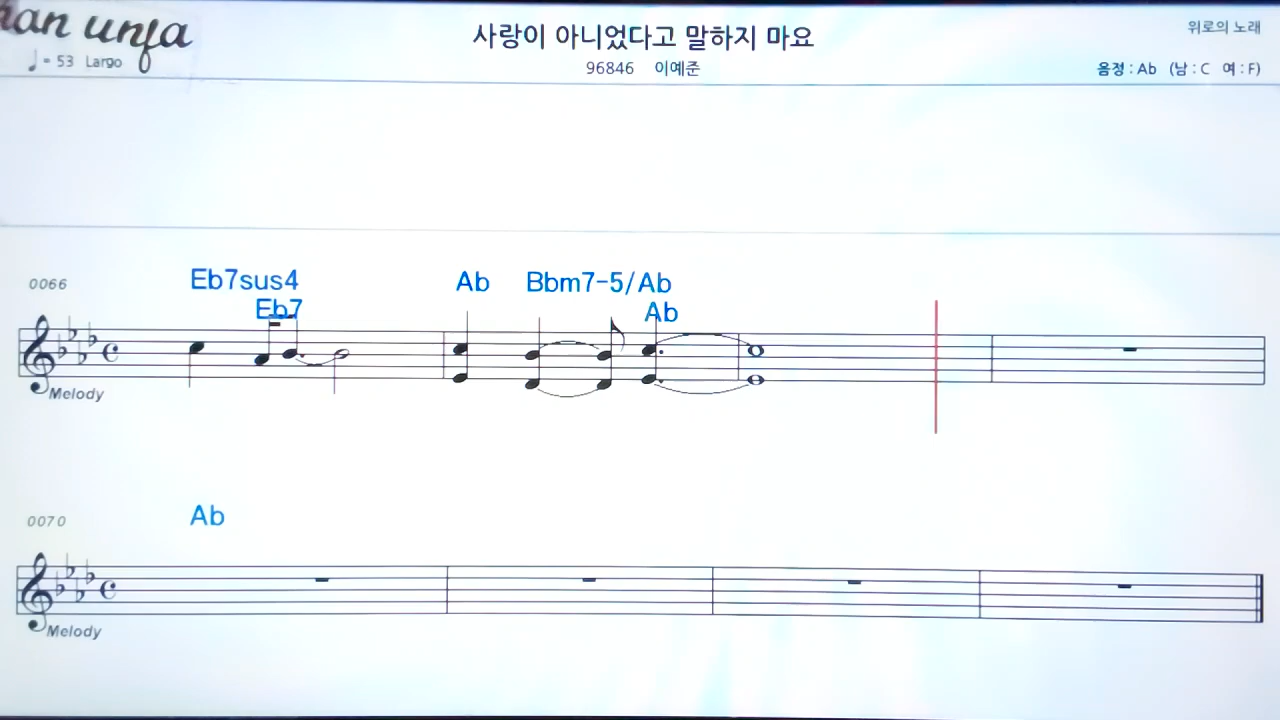 사랑이 아니었다고 말하지 마요
위로의 노래
♩= 53 Largo
96846 이예준
음정 : Ab (남 : C 여 : F)
0066
Eb7sus4
Eb7
Ab
Bbm7-5/Ab
Ab
Melody
0070
Ab
Melody